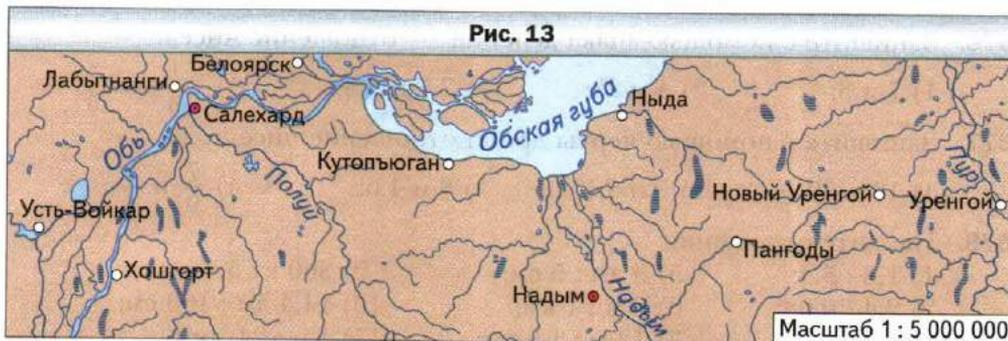 Рис. 13
Белоярск
Лабытнанги
Салехард
Обь
Обская губа
Ныда
Кутопъюган
Полуй
Пур
Новый Уренгой
Уренгой
Усть-Войкар
Пангоды
Хошгорт
Надым
Надым
Масштаб 1 : 5 000 000